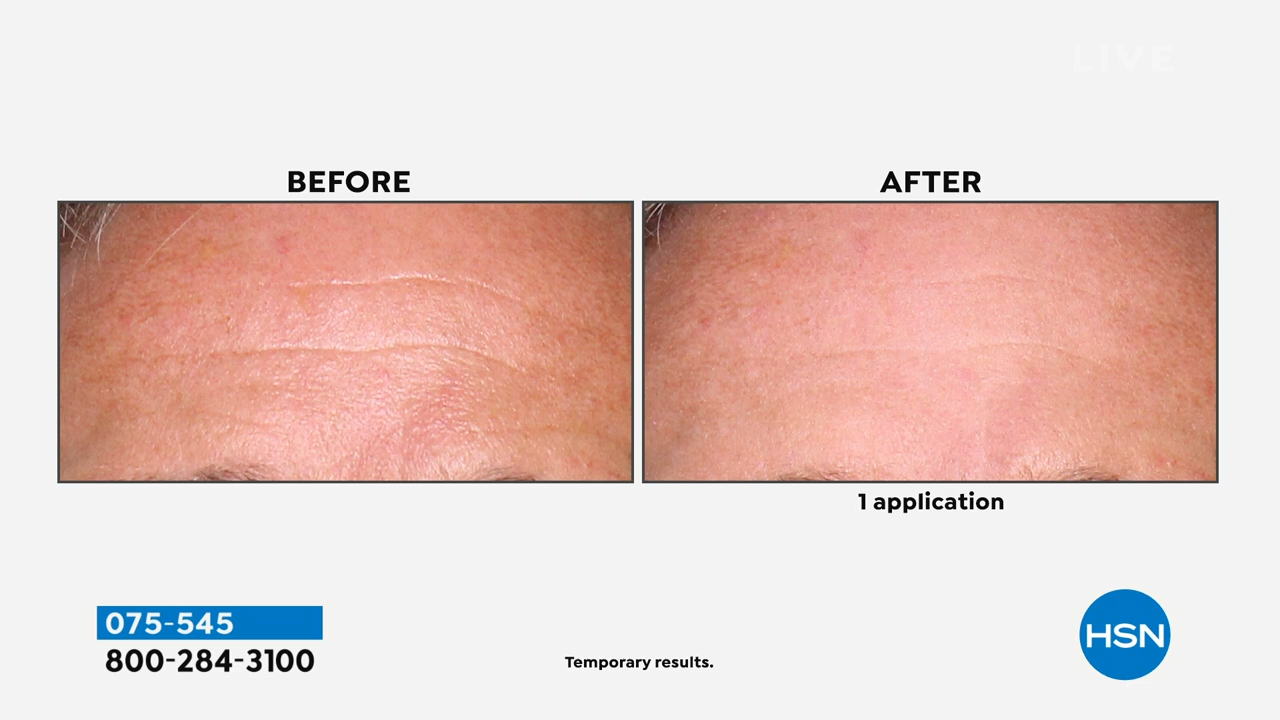 LIVE
BEFORE
AFTER
1 application
075-545
800-284-3100
Temporary results.
HSN